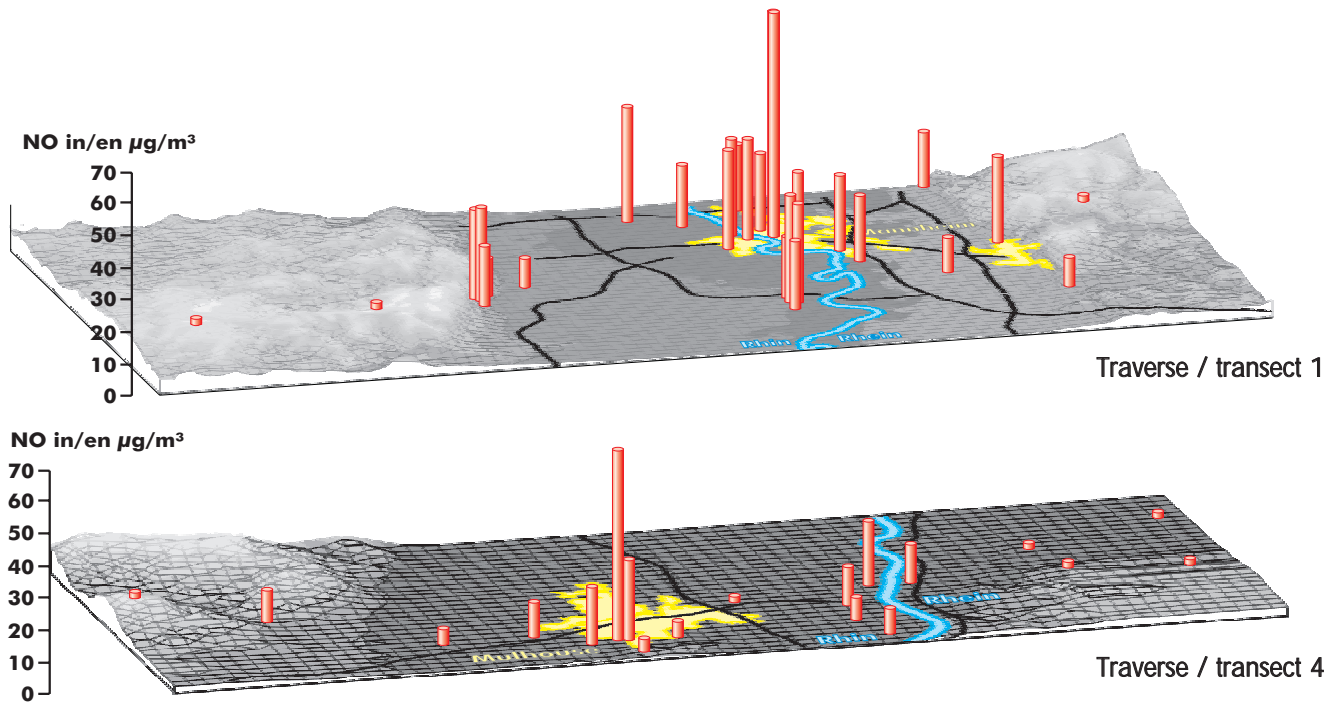 NO in/en µg/m³
70
60
50
40
30
20
10
0
Mannheim
Rhin Rhein
Traverse / transect 1
NO in/en µg/m³
70
60
50
40
30
20
10
0
Rhein
Rhin
Mulhouse
Traverse / transect 4